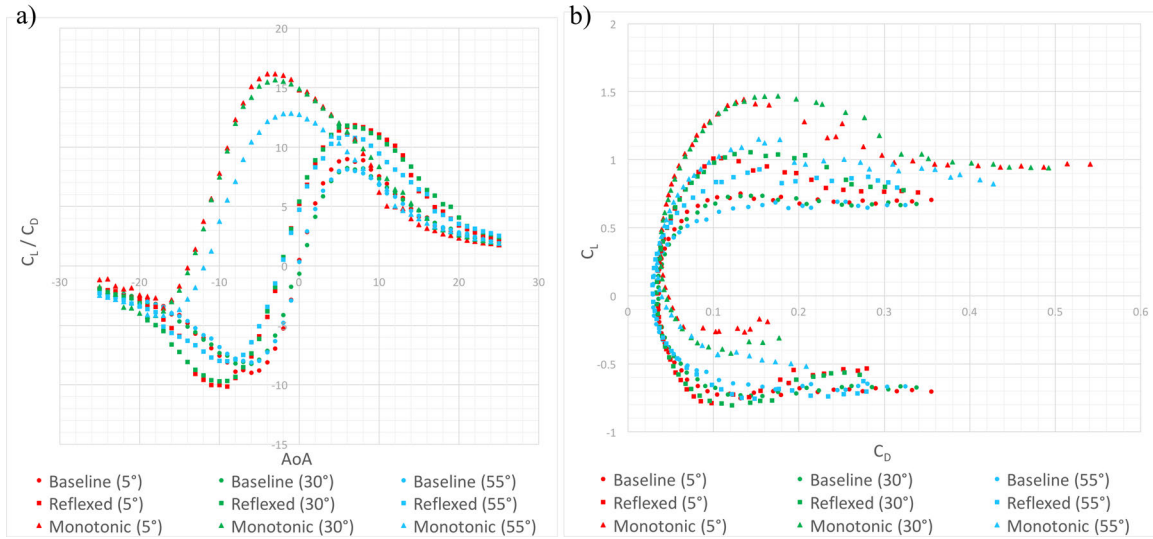 a)
20
15
10
5
0
-30 -20 -10 0 10 20 30
-5
-10
-15
C_L / C_D
AoA
Baseline (5°) Baseline (30°) Baseline (55°)
Reflexed (5°) Reflexed (30°) Reflexed (55°)
Monotonic (5°) Monotonic (30°) Monotonic (55°)
b)
2
1.5
1
0.5
0
-0.5
-1
0 0.1 0.2 0.3 0.4 0.5 0.6
C_L
C_D
Baseline (5°) Baseline (30°) Baseline (55°)
Reflexed (5°) Reflexed (30°) Reflexed (55°)
Monotonic (5°) Monotonic (30°) Monotonic (55°)